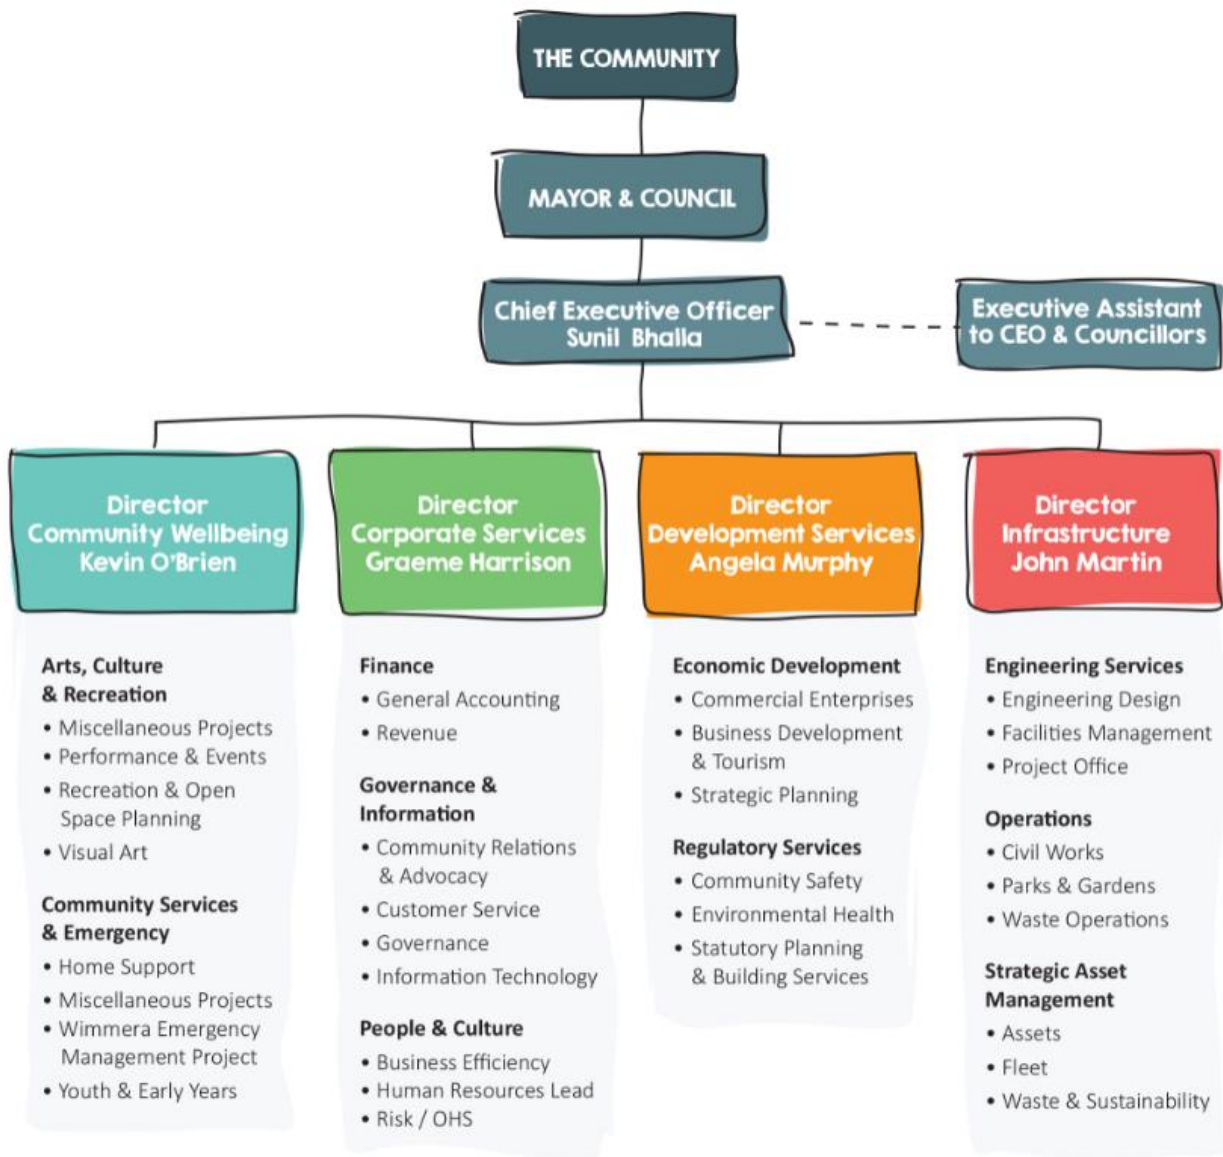 THE COMMUNITY
MAYOR & COUNCIL
Chief Executive Officer
Sunil Bhalla
Executive Assistant
to CEO & Councillors
Director
Community Wellbeing
Kevin O'Brien
Arts, Culture
& Recreation
• Miscellaneous Projects
• Performance & Events
• Recreation & Open
Space Planning
• Visual Art
Community Services
& Emergency
• Home Support
• Miscellaneous Projects
• Wimmera Emergency
Management Project
• Youth & Early Years
Director
Corporate Services
Graeme Harrison
Finance
• General Accounting
• Revenue
Governance &
Information
• Community Relations
& Advocacy
• Customer Service
• Governance
• Information Technology
People & Culture
• Business Efficiency
• Human Resources Lead
• Risk / OHS
Director
Development Services
Angela Murphy
Economic Development
• Commercial Enterprises
• Business Development
& Tourism
• Strategic Planning
Regulatory Services
• Community Safety
• Environmental Health
• Statutory Planning
& Building Services
Director
Infrastructure
John Martin
Engineering Services
• Engineering Design
• Facilities Management
• Project Office
Operations
• Civil Works
• Parks & Gardens
• Waste Operations
Strategic Asset
Management
• Assets
• Fleet
• Waste & Sustainability